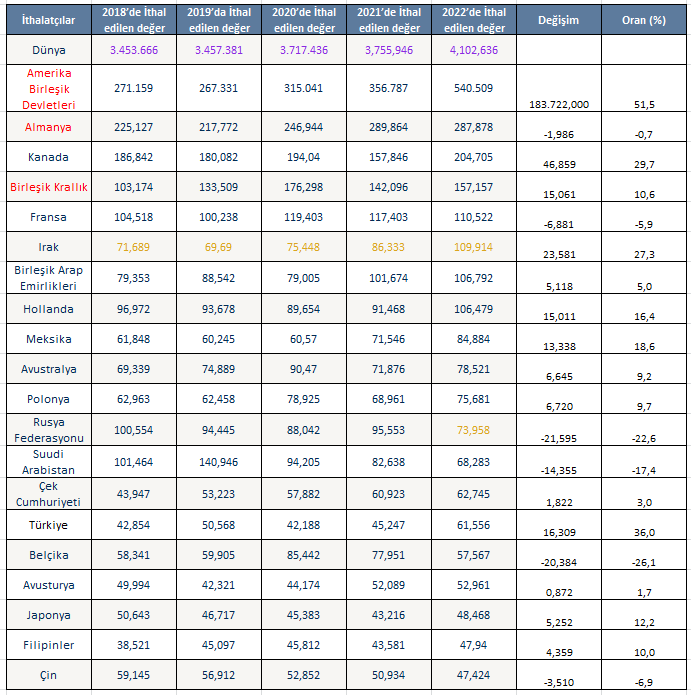 İthalatçılar 2018’de İthal edilen değer 2019’da İthal edilen değer 2020’de İthal edilen değer 2021’de İthal edilen değer 2022’de İthal edilen değer Değişim Oran (%)
Dünya 3.453.666 3.457.381 3.717.436 3,755,946 4,102,636
Amerika Birleşik Devletleri 271.159 267.331 315.041 356.787 540.509 183.722,000 51,5
Almanya 225,127 217,772 246,944 289,864 287,878 -1,986 -0,7
Kanada 186,842 180,082 194,04 157,846 204,705 46,859 29,7
Birleşik Krallık 103,174 133,509 176,298 142,096 157,157 15,061 10,6
Fransa 104,518 100,238 119,403 117,403 110,522 -6,881 -5,9
Irak 71,689 69,69 75,448 86,333 109,914 23,581 27,3
Birleşik Arap Emirlikleri 79,353 88,542 79,005 101,674 106,792 5,118 5,0
Hollanda 96,972 93,678 89,654 91,468 106,479 15,011 16,4
Meksika 61,848 60,245 60,57 71,546 84,884 13,338 18,6
Avustralya 69,339 74,889 90,47 71,876 78,521 6,645 9,2
Polonya 62,963 62,458 78,925 68,961 75,681 6,720 9,7
Rusya Federasyonu 100,554 94,445 88,042 95,553 73,958 -21,595 -22,6
Suudi Arabistan 101,464 140,946 94,205 82,638 68,283 -14,355 -17,4
Çek Cumhuriyeti 43,947 53,223 57,882 60,923 62,745 1,822 3,0
Türkiye 42,854 50,568 42,188 45,247 61,556 16,309 36,0
Belçika 58,341 59,905 85,442 77,951 57,567 -20,384 -26,1
Avusturya 49,994 42,321 44,174 52,089 52,961 0,872 1,7
Japonya 50,643 46,717 45,383 43,216 48,468 5,252 12,2
Filipinler 38,521 45,097 45,812 43,581 47,94 4,359 10,0
Çin 59,145 56,912 52,852 50,934 47,424 -3,510 -6,9